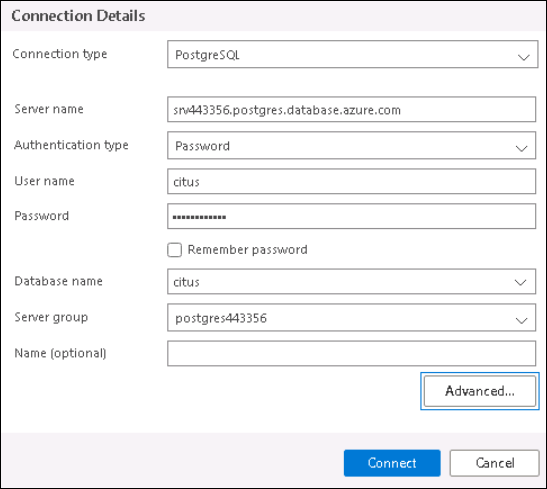 Connection Details
Connection type PostgreSQL
Server name srv443356.postgres.database.azure.com
Authentication type Password
User name citus
Password ••••••••••••
Remember password
Database name citus
Server group postgres443356
Name (optional)
Advanced...
Connect Cancel